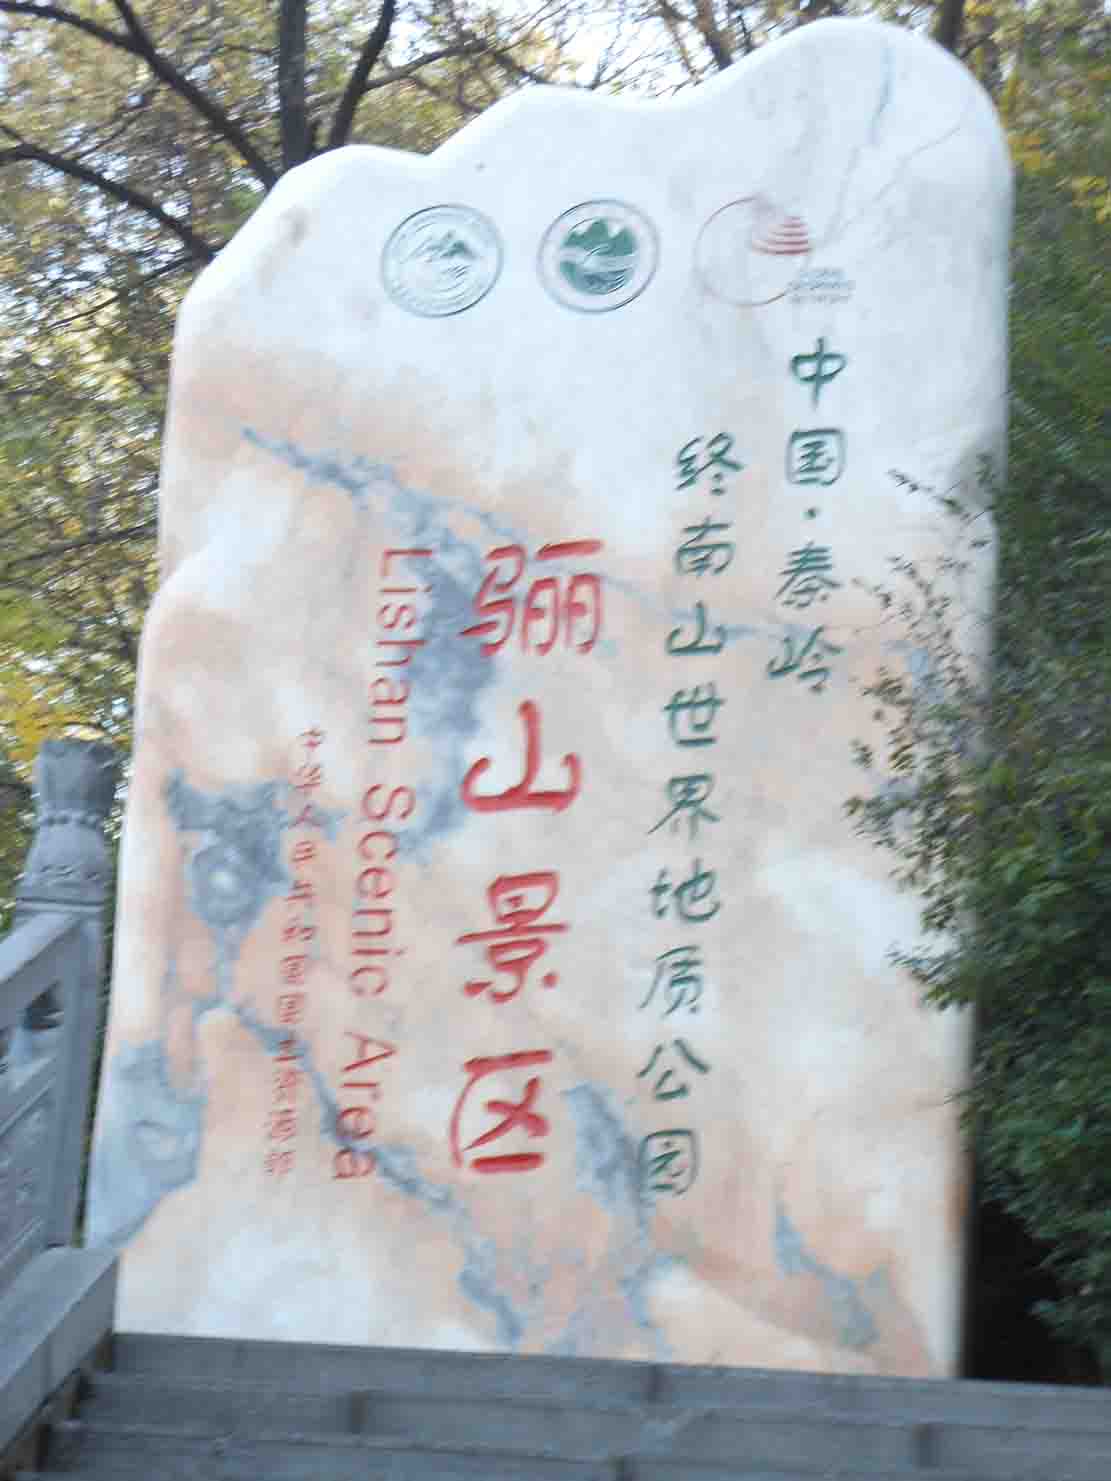 中国·秦岭
终南山世界地质公园
骊山景区
Lishan Scenic Area